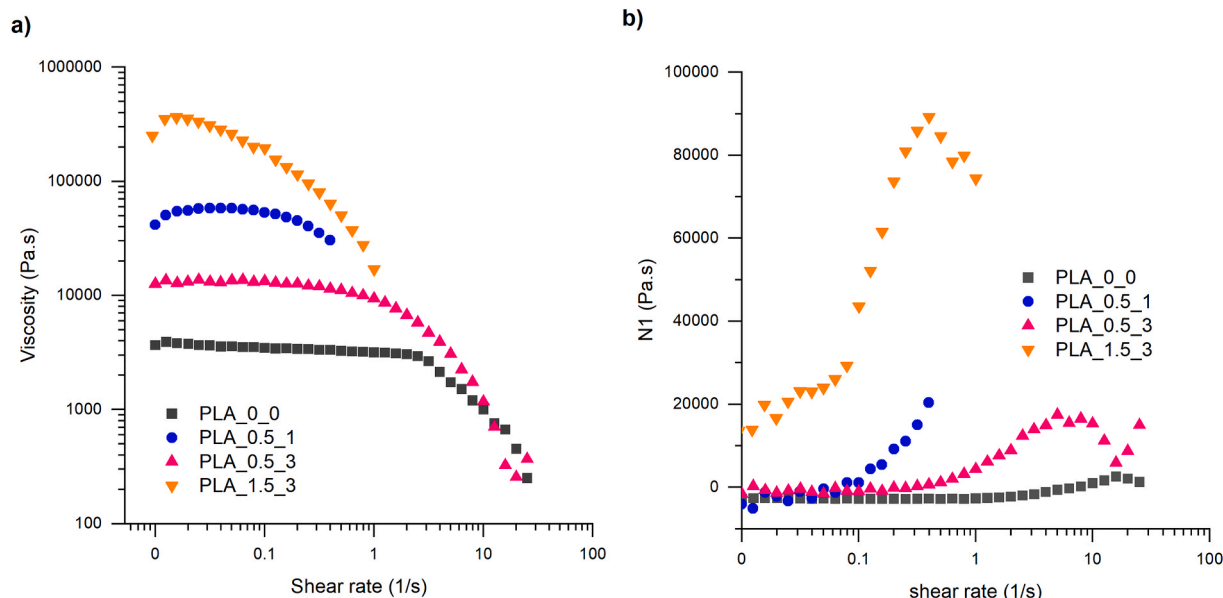 a)
1000000
100000
10000
1000
100
Viscosity (Pa.s)
PLA_0_0
PLA_0.5_1
PLA_0.5_3
PLA_1.5_3
0
0.1
1
10
100
Shear rate (1/s)
b)
100000
80000
60000
40000
20000
0
N1 (Pa.s)
PLA_0_0
PLA_0.5_1
PLA_0.5_3
PLA_1.5_3
0
0.1
1
10
100
shear rate (1/s)